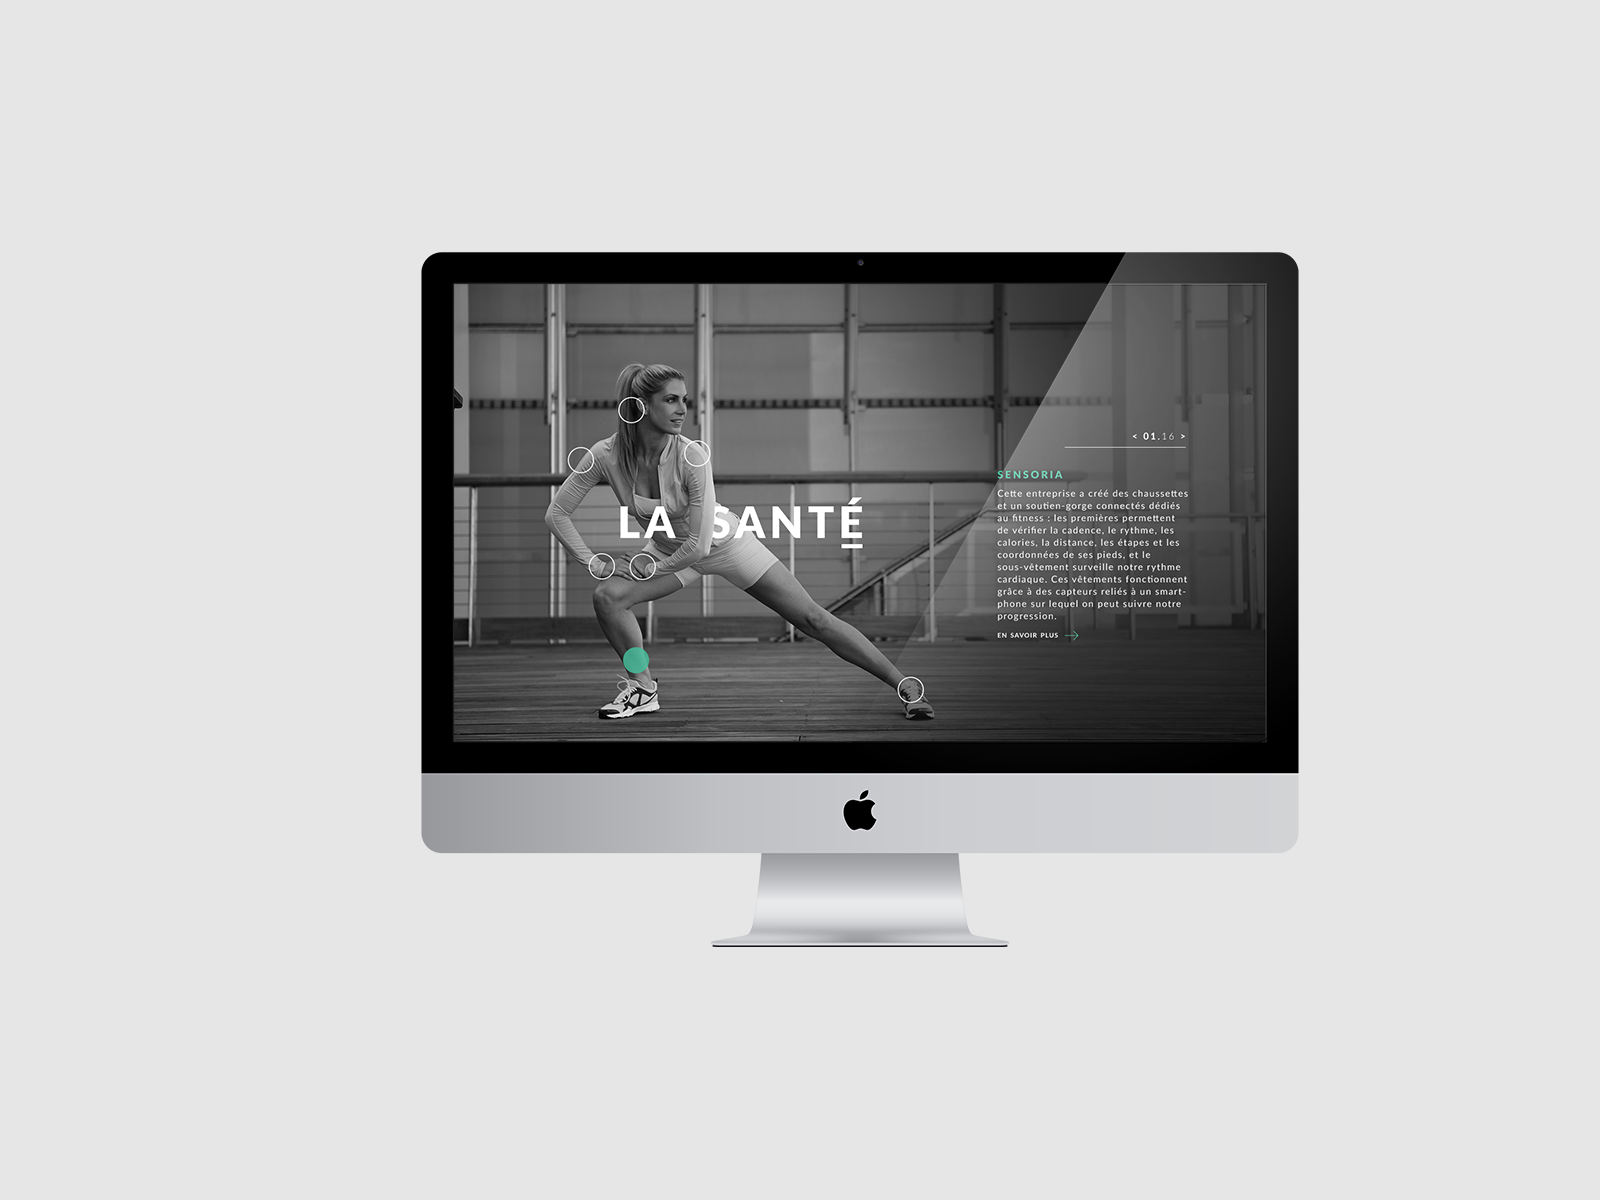 LA SANTÉ
< 01.16 >
SENSORIA
Cette entreprise a créé des chaussettes
et un soutien-gorge connectés dédiés
au fitness : les premières permettent
de vérifier la cadence, le rythme, les
calories, la distance, les étapes et les
coordonnées de ses pieds, et le
sous-vêtement surveille notre rythme
cardiaque. Ces vêtements fonctionnent
grâce à des capteurs reliés à un smart-
phone sur lequel on peut suivre notre
progression.
EN SAVOIR PLUS